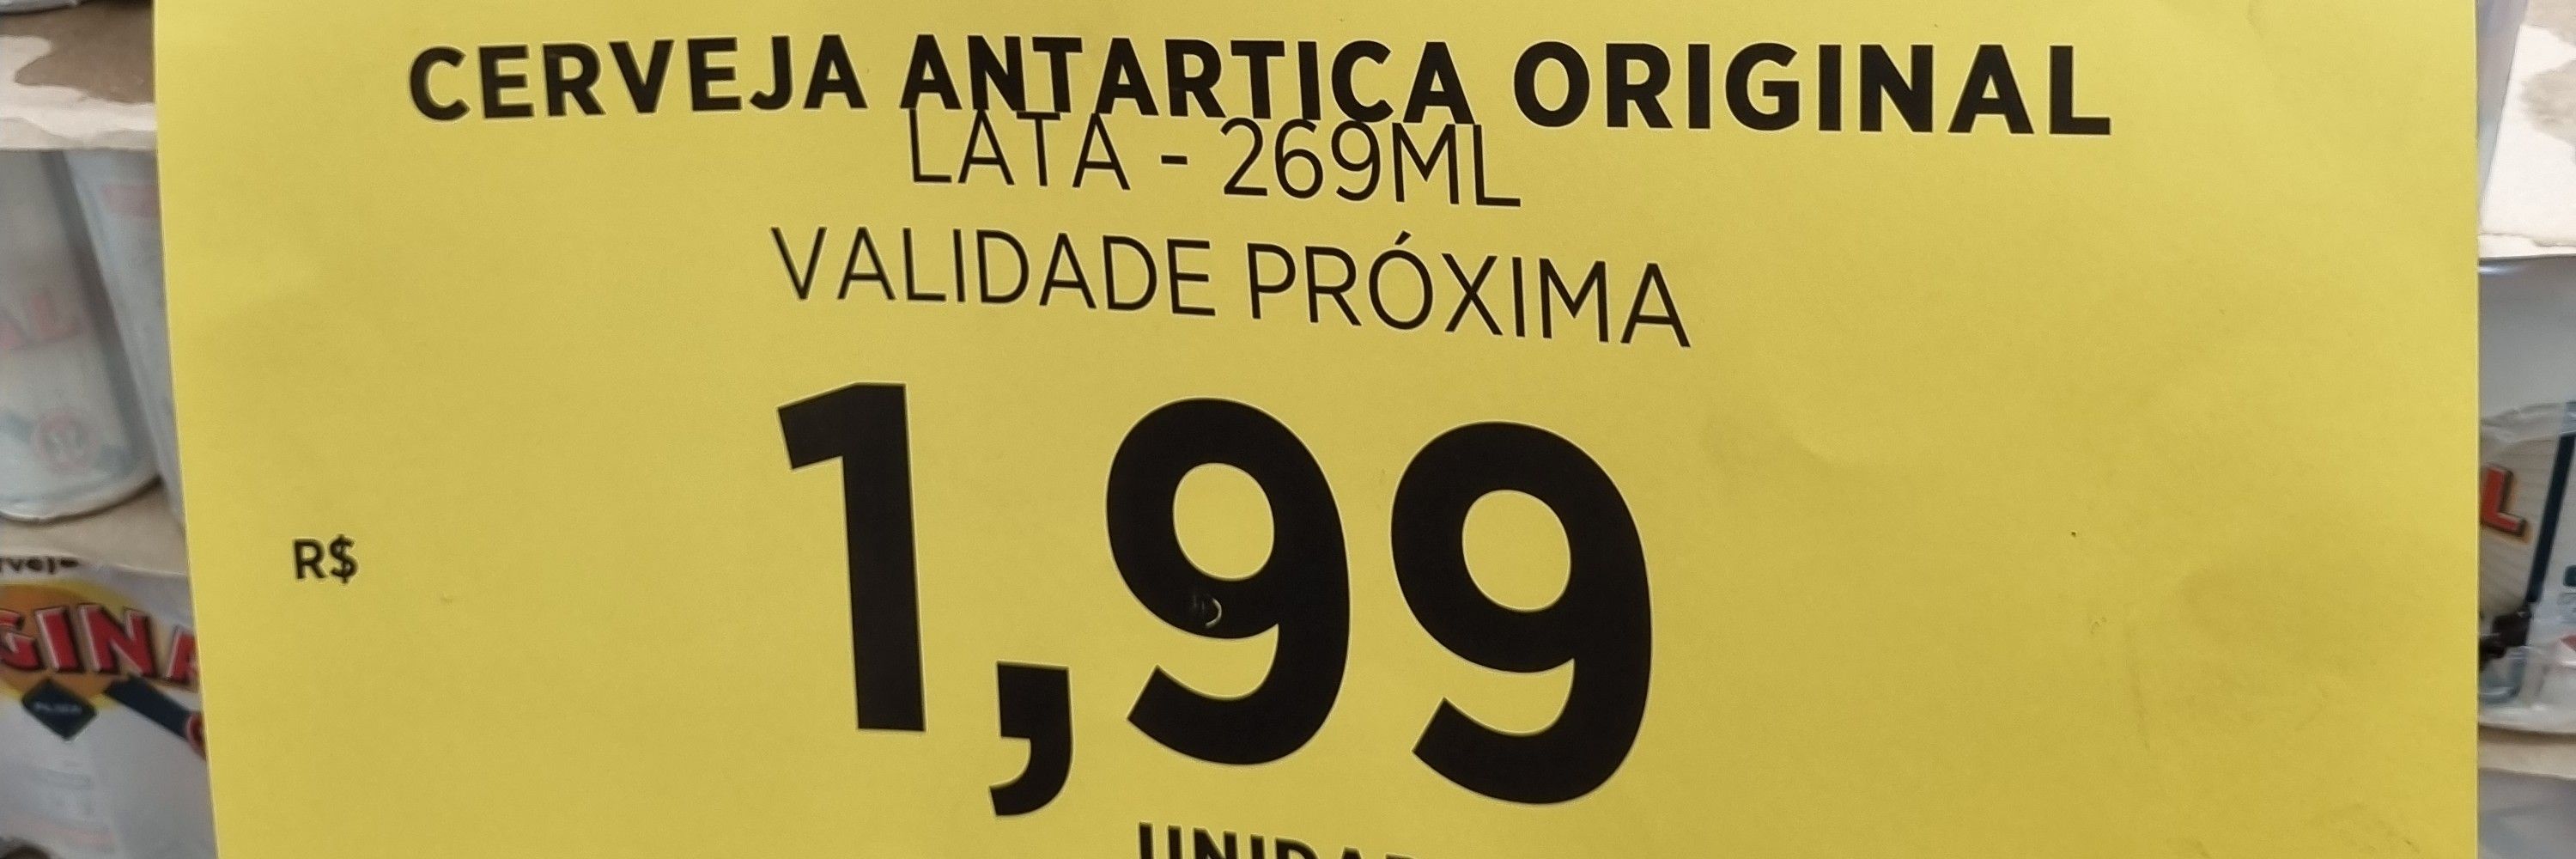 CERVEJA ANTARTICA ORIGINAL
LATA - 269ML
VALIDADE PRÓXIMA
R$ 1,99